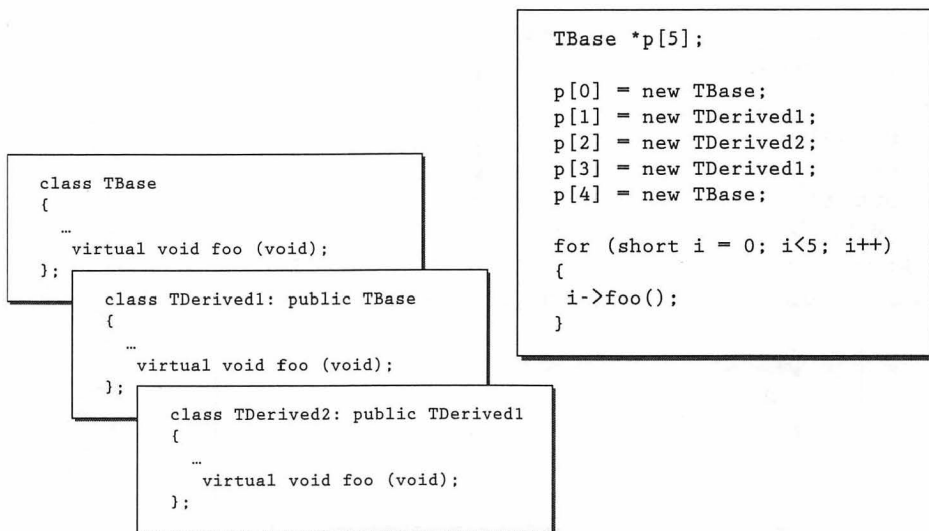 class TBase
{
…
virtual void foo (void);
};
class TDerived1: public TBase
{
…
virtual void foo (void);
};
class TDerived2: public TDerived1
{
…
virtual void foo (void);
};
TBase *p[5];
p[0] = new TBase;
p[1] = new TDerived1;
p[2] = new TDerived2;
p[3] = new TDerived1;
p[4] = new TBase;
for (short i = 0; i<5; i++)
{
i->foo();
}